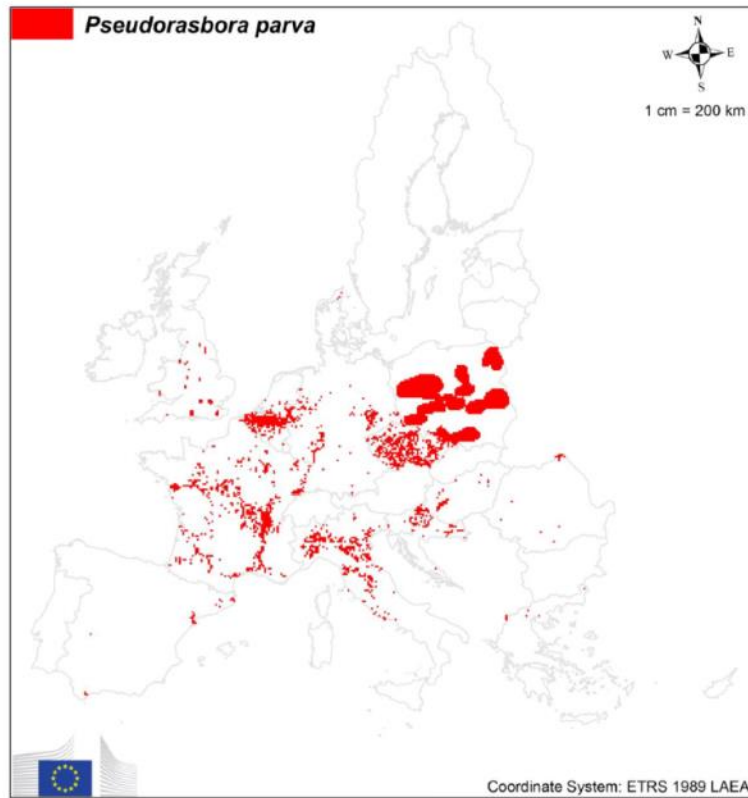 Pseudorasbora parva
N
W E
S
1 cm = 200 km
Coordinate System: ETRS 1989 LAEA